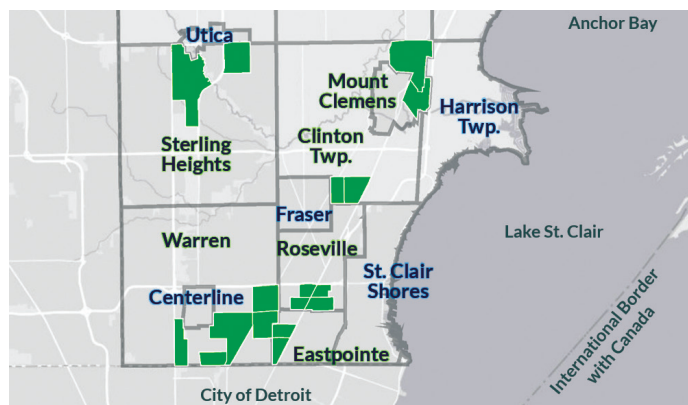 Anchor Bay
Utica
Mount
Clemens
Harrison
Twp.
Sterling
Heights
Clinton
Twp.
Fraser
Lake St. Clair
Warren
Roseville
St. Clair
Shores
Centerline
Eastpointe
International Border
with Canada
City of Detroit